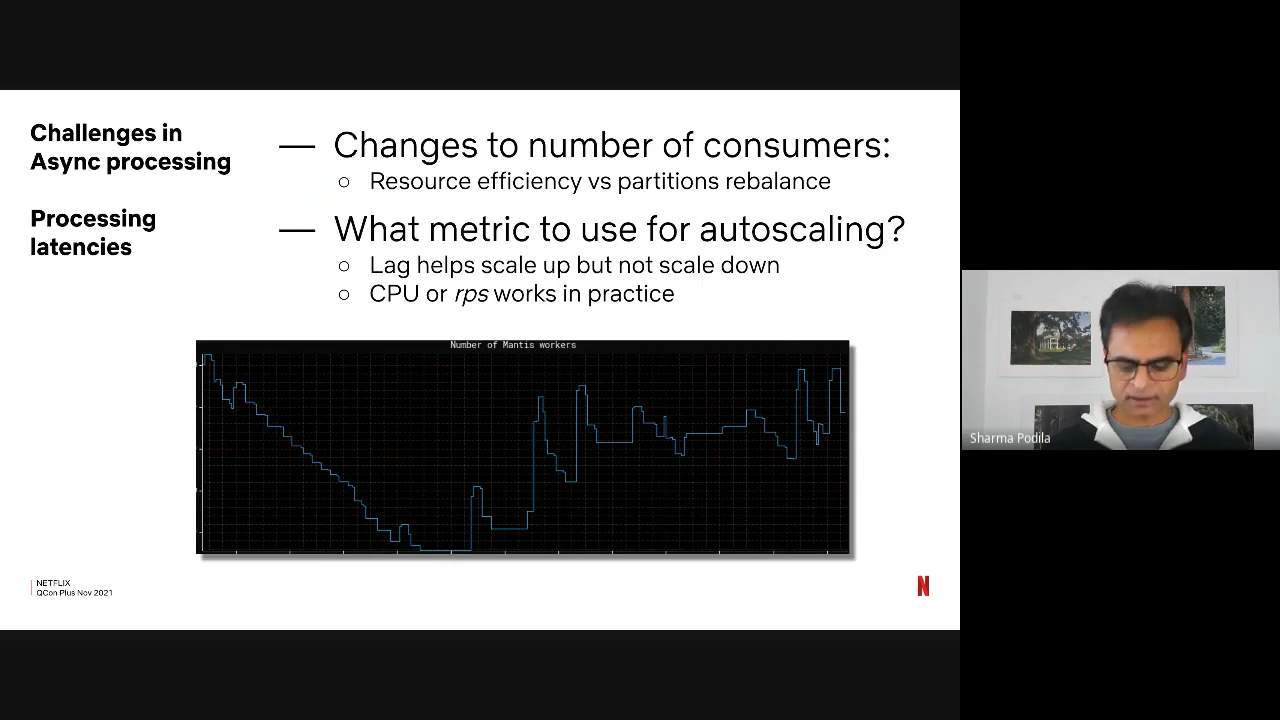 Challenges in
Async processing
Processing
latencies
— Changes to number of consumers:
○ Resource efficiency vs partitions rebalance
— What metric to use for autoscaling?
○ Lag helps scale up but not scale down
○ CPU or rps works in practice
Number of Mantis workers
NETFLIX
QCon Plus Nov 2021
N
Sharma Podila